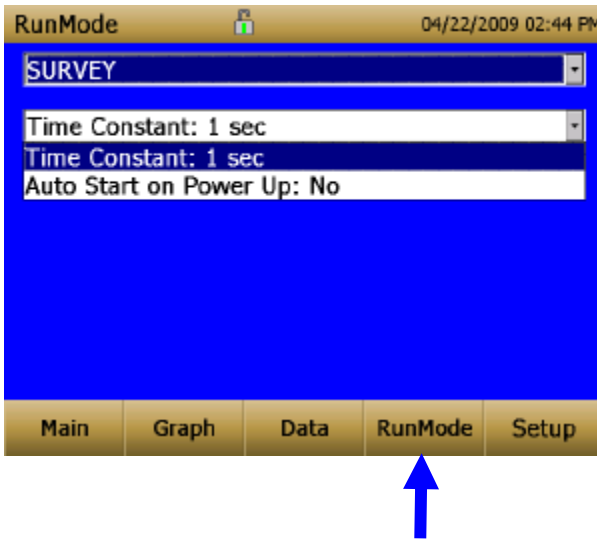 RunMode 04/22/2009 02:44 PM
SURVEY
Time Constant: 1 sec
Time Constant: 1 sec
Auto Start on Power Up: No
Main Graph Data RunMode Setup